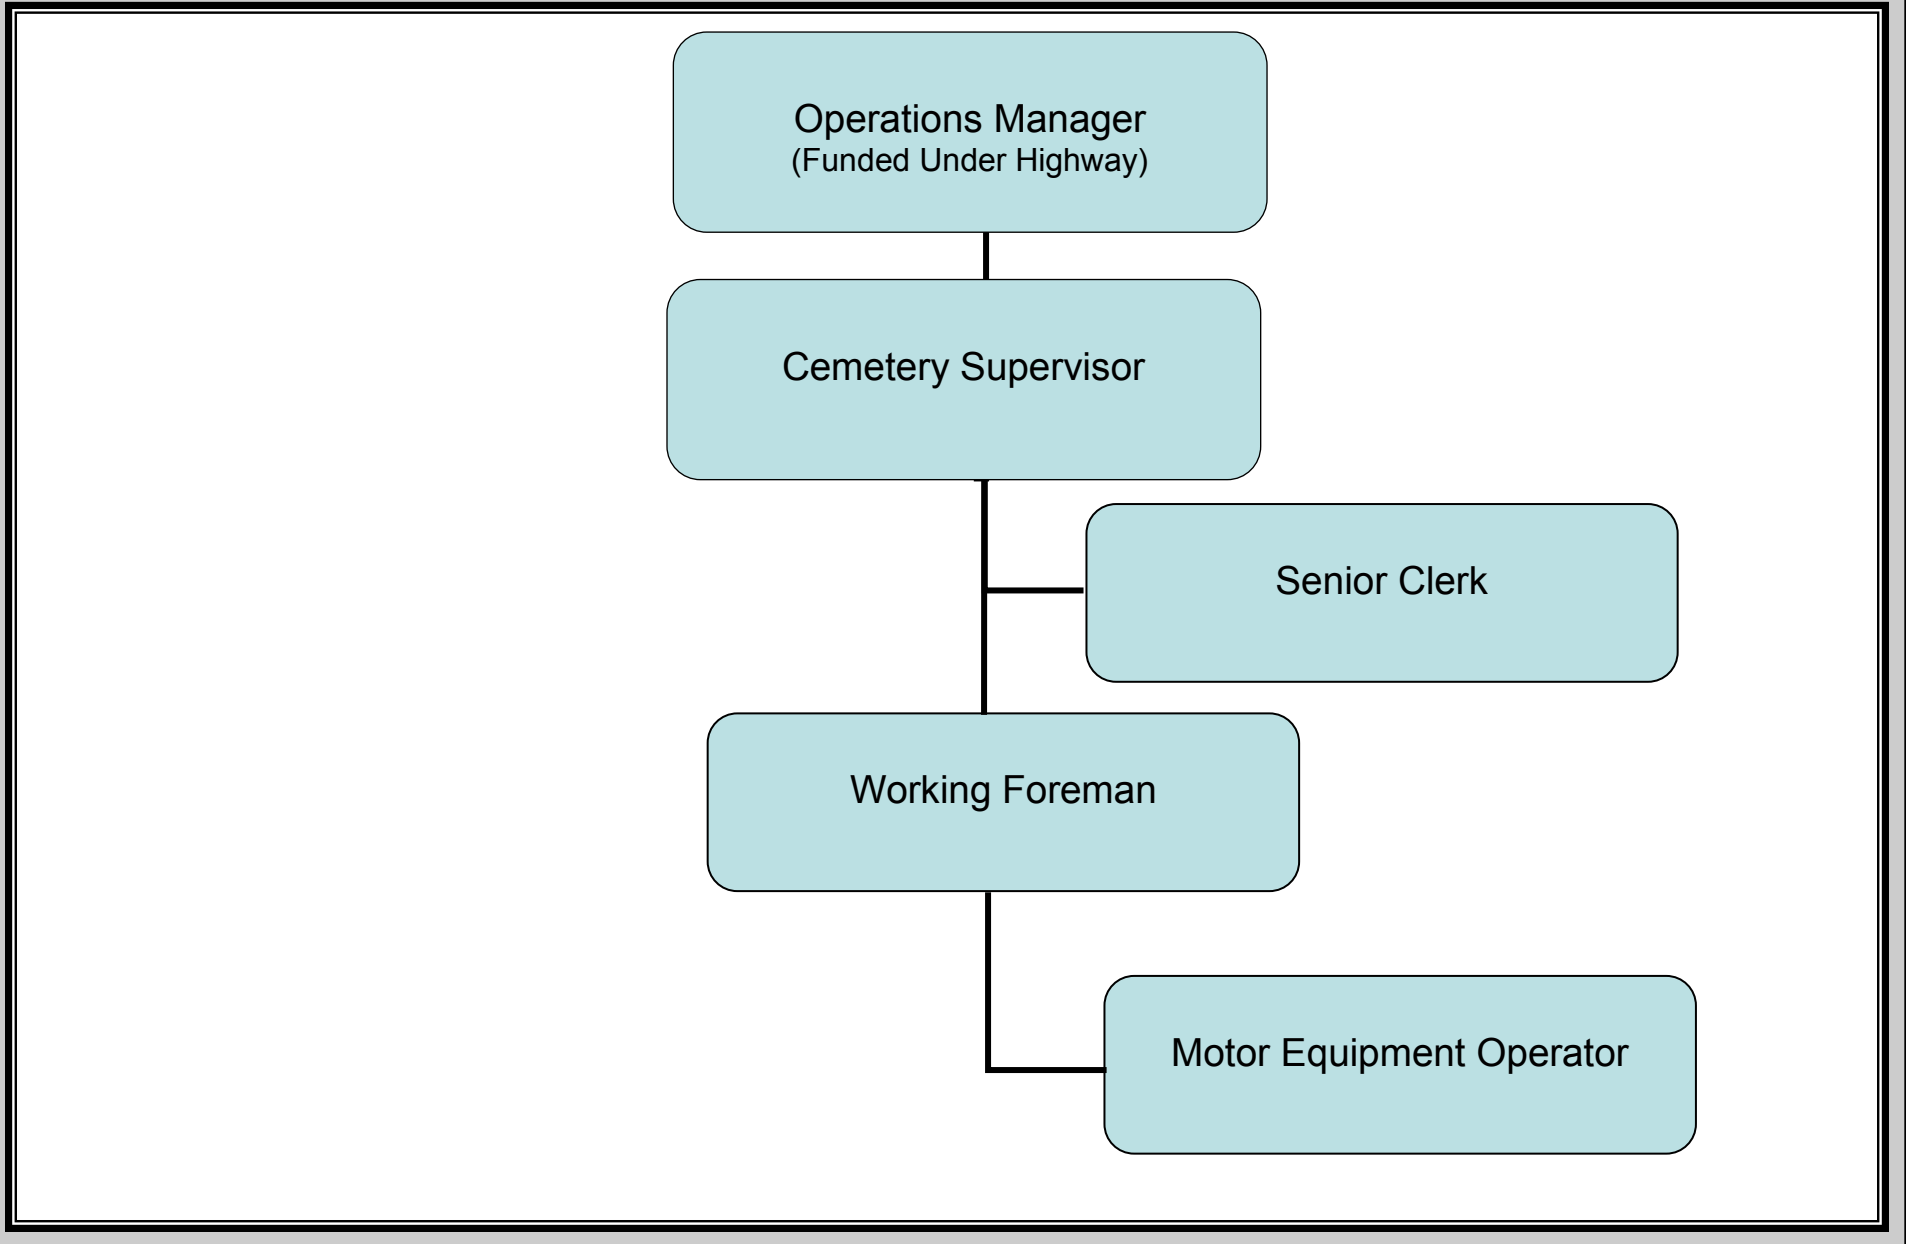 Operations Manager
(Funded Under Highway)
Cemetery Supervisor
Senior Clerk
Working Foreman
Motor Equipment Operator